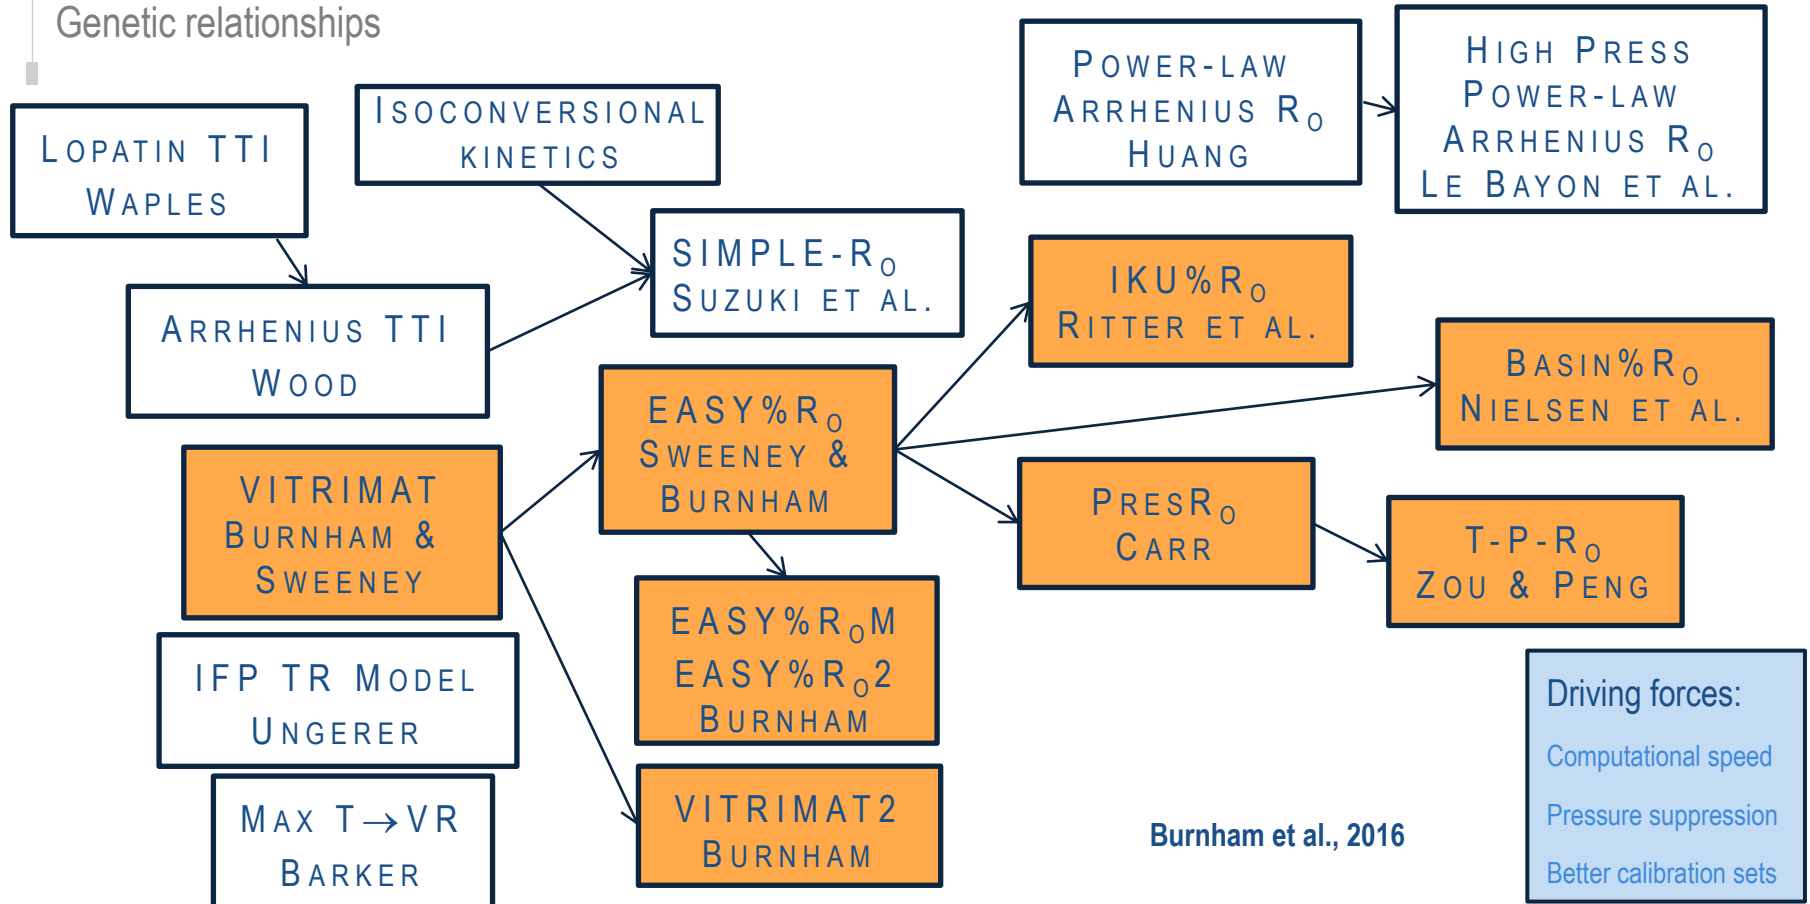 Genetic relationships
LOPATIN TTI
WAPLES
ISOCONVERSIONAL
KINETICS
POWER-LAW
ARRHENIUS RO
HUANG
HIGH PRESS
POWER-LAW
ARRHENIUS RO
LE BAYON ET AL.
ARRHENIUS TTI
WOOD
SIMPLE-RO
SUZUKI ET AL.
IKU%RO
RITTER ET AL.
BASIN%RO
NIELSEN ET AL.
VITRIMAT
BURNHAM &
SWEENEY
EASY%RO
SWEENEY &
BURNHAM
PRESRO
CARR
T-P-RO
ZOU & PENG
IFP TR MODEL
UNGERER
EASY%ROM
EASY%RO2
BURNHAM
MAX T→VR
BARKER
VITRIMAT2
BURNHAM
Burnham et al., 2016
Driving forces:
Computational speed
Pressure suppression
Better calibration sets